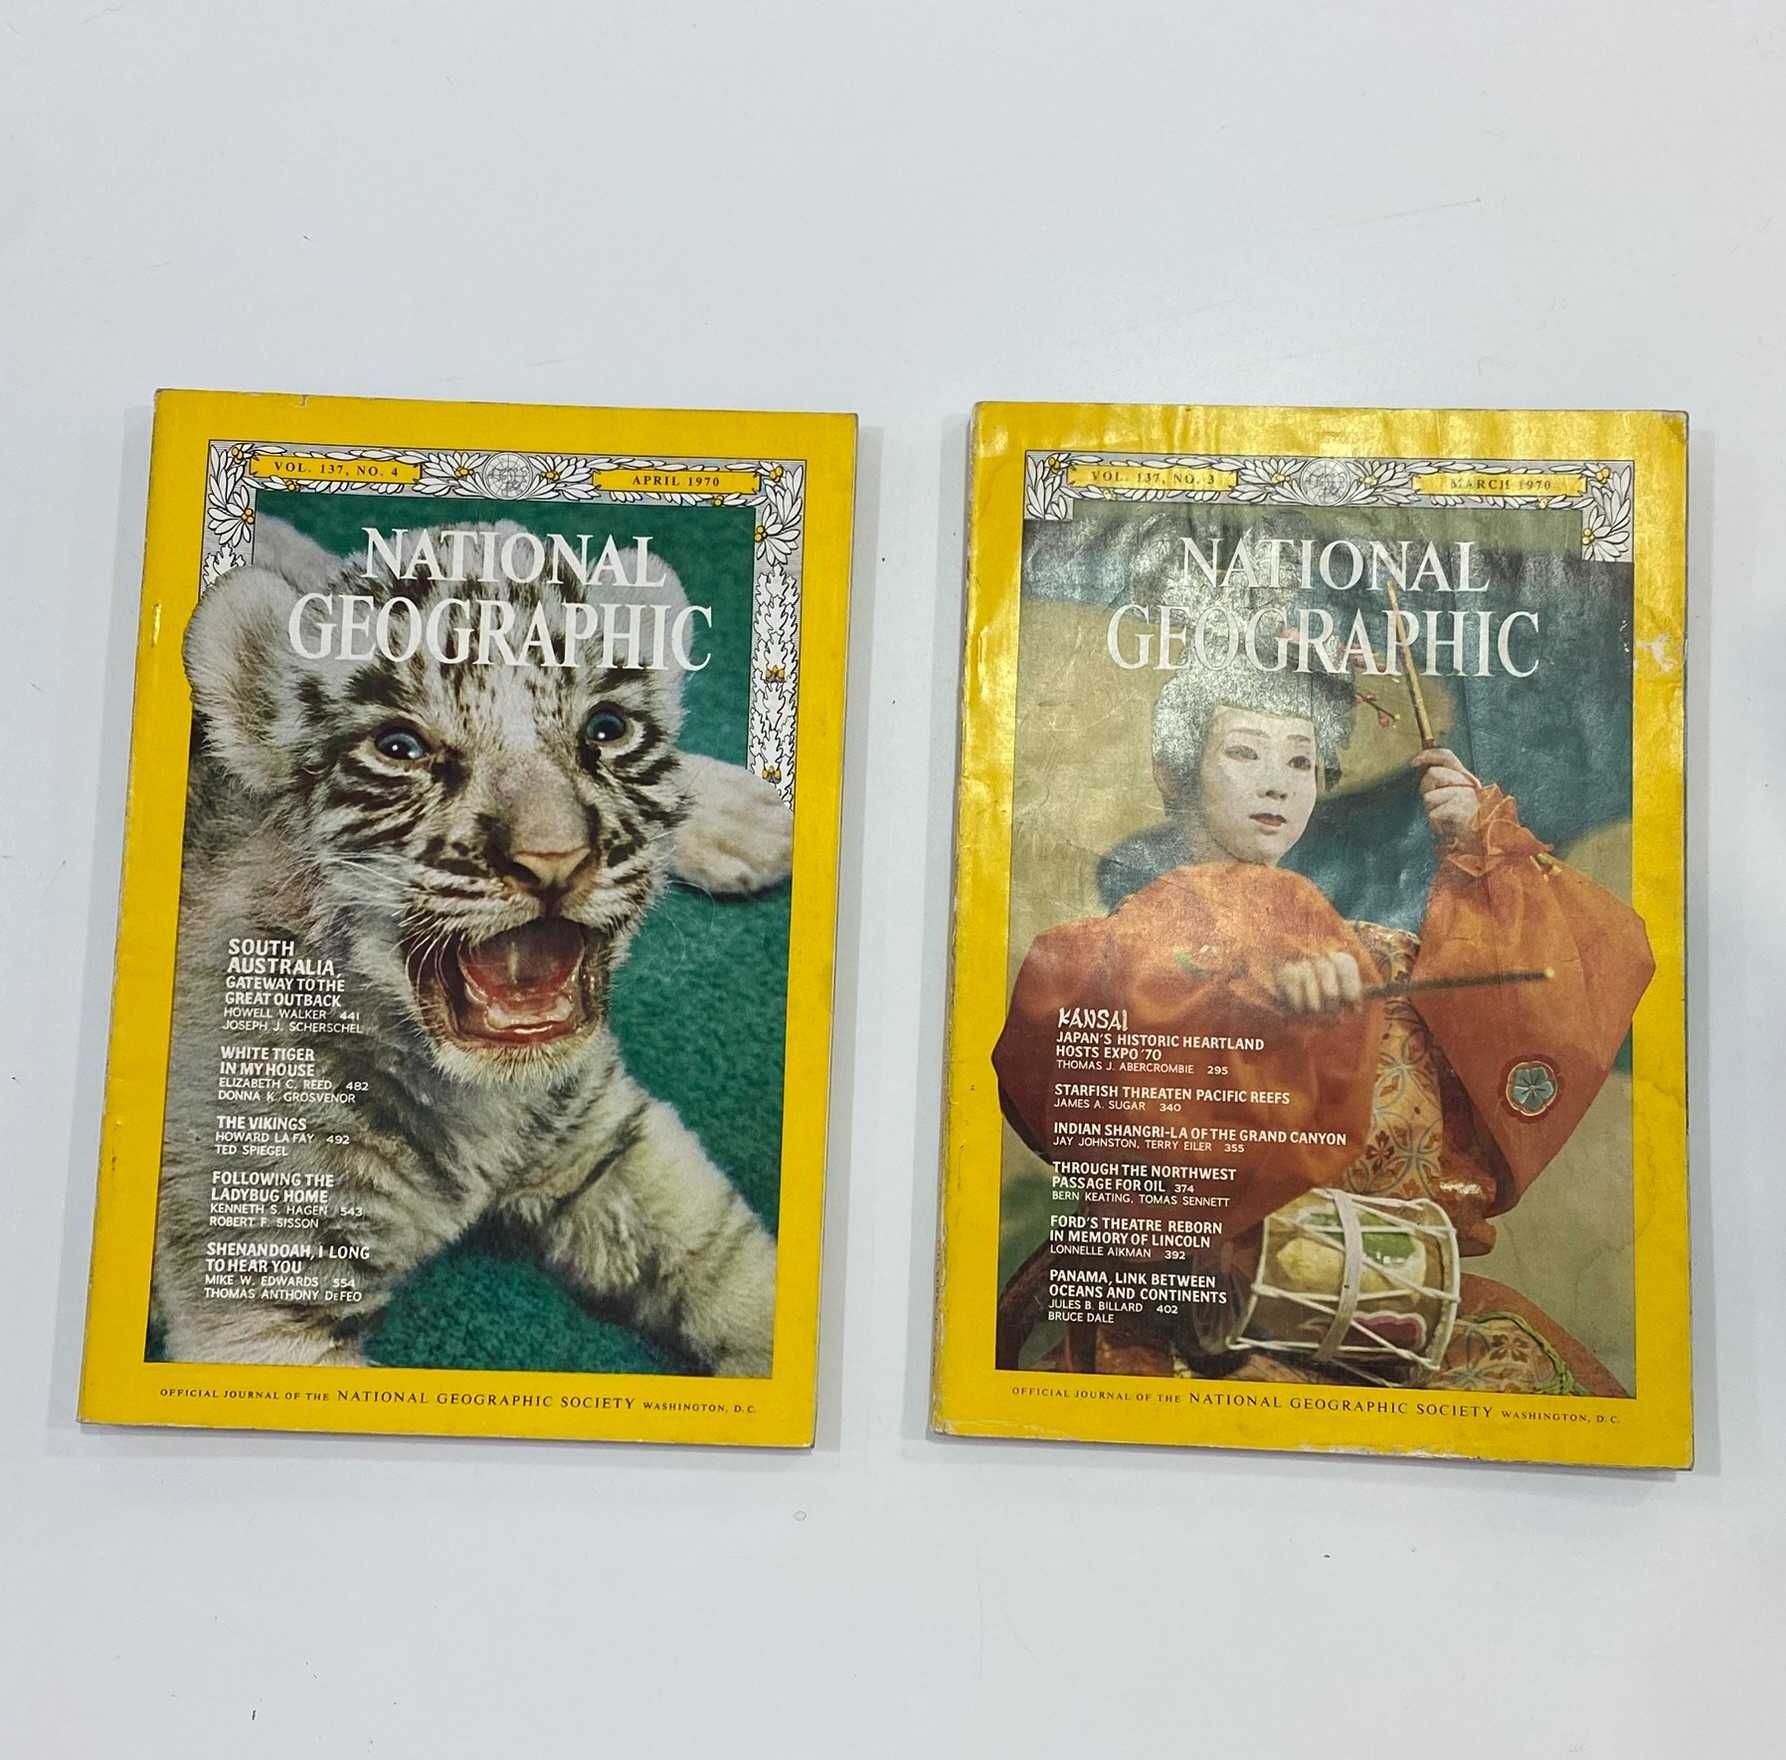 VOL. 137, NO. 4
APRIL 1970
NATIONAL
GEOGRAPHIC
SOUTH
AUSTRALIA,
GATEWAY TO THE
GREAT OUTBACK
HOWELL WALKER 441
JOSEPH J. SCHERSCHEL
WHITE TIGER
IN MY HOUSE
ELIZABETH C. REED 482
DONNA K. GROSVENOR
THE VIKINGS
HOWARD LA FAY 492
TED SPIEGEL
FOLLOWING THE
LADYBUG HOME
KENNETH S. HAGEN 543
ROBERT F. SISSON
SHENANDOAH, I LONG
TO HEAR YOU
MIKE W. EDWARDS 554
THOMAS ANTHONY DeFEO
OFFICIAL JOURNAL OF THE NATIONAL GEOGRAPHIC SOCIETY WASHINGTON, D.C.
VOL. 137, NO. 3
MARCH 1970
NATIONAL
GEOGRAPHIC
KANSAI
JAPAN'S HISTORIC HEARTLAND
HOSTS EXPO '70
THOMAS J. ABERCROMBIE 295
STARFISH THREATEN PACIFIC REEFS
JAMES A. SUGAR 340
INDIAN SHANGRI-LA OF THE GRAND CANYON
JAY JOHNSTON, TERRY EILER 355
THROUGH THE NORTHWEST
PASSAGE FOR OIL 374
BERN KEATING, TOMAS SENNETT
FORD'S THEATRE REBORN
IN MEMORY OF LINCOLN
LONNELLE AIKMAN 392
PANAMA, LINK BETWEEN
OCEANS AND CONTINENTS
JULES B. BILLARD 402
BRUCE DALE
OFFICIAL JOURNAL OF THE NATIONAL GEOGRAPHIC SOCIETY WASHINGTON, D.C.